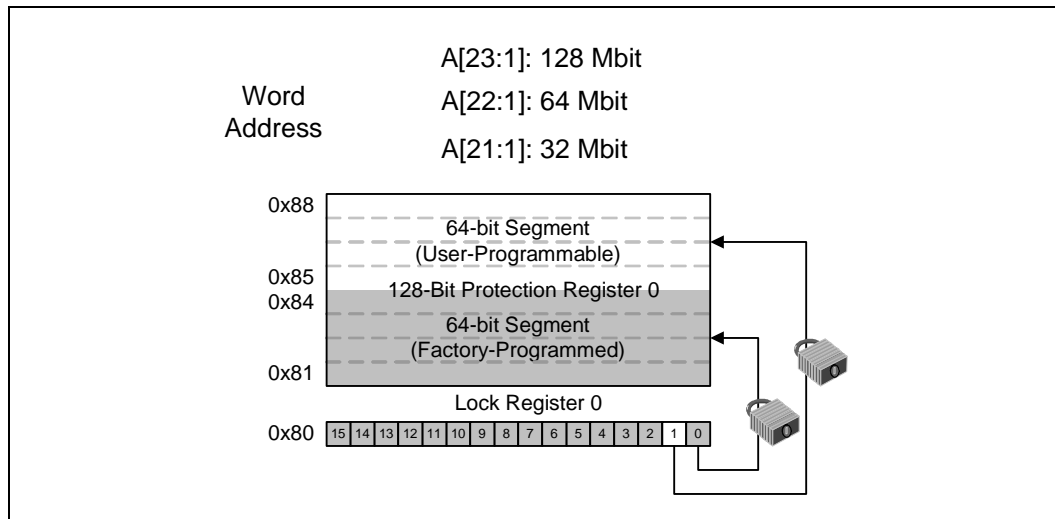 A[23:1]: 128 Mbit
Word
Address
A[22:1]: 64 Mbit
A[21:1]: 32 Mbit
0x88
64-bit Segment
(User-Programmable)
0x85
128-Bit Protection Register 0
0x84
64-bit Segment
(Factory-Programmed)
0x81
Lock Register 0
0x80 15 14 13 12 11 10 9 8 7 6 5 4 3 2 1 0